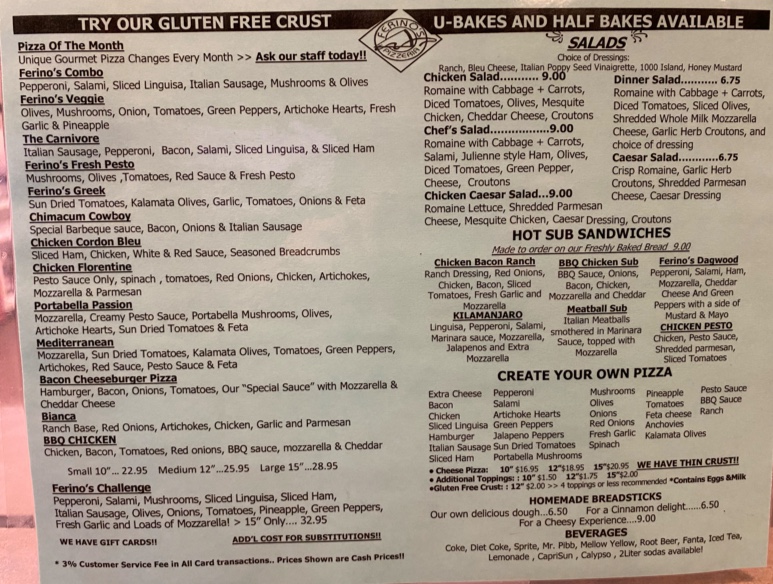 TRY OUR GLUTEN FREE CRUST
FERINO'S
PIZZERIA
U-BAKES AND HALF BAKES AVAILABLE
Pizza Of The Month
Unique Gourmet Pizza Changes Every Month >> Ask our staff today!!
Ferino's Combo
Pepperoni, Salami, Sliced Linguisa, Italian Sausage, Mushrooms & Olives
Ferino's Veggie
Olives, Mushrooms, Onion, Tomatoes, Green Peppers, Artichoke Hearts, Fresh
Garlic & Pineapple
The Carnivore
Italian Sausage, Pepperoni, Bacon, Salami, Sliced Linguisa, & Sliced Ham
Ferino's Fresh Pesto
Mushrooms, Olives ,Tomatoes, Red Sauce & Fresh Pesto
Ferino's Greek
Sun Dried Tomatoes, Kalamata Olives, Garlic, Tomatoes, Onions & Feta
Chimacum Cowboy
Special Barbeque sauce, Bacon, Onions & Italian Sausage
Chicken Cordon Bleu
Sliced Ham, Chicken, White & Red Sauce, Seasoned Breadcrumbs
Chicken Florentine
Pesto Sauce Only, spinach , tomatoes, Red Onions, Chicken, Artichokes,
Mozzarella & Parmesan
Portabella Passion
Mozzarella, Creamy Pesto Sauce, Portabella Mushrooms, Olives,
Artichoke Hearts, Sun Dried Tomatoes & Feta
Mediterranean
Mozzarella, Sun Dried Tomatoes, Kalamata Olives, Tomatoes, Green Peppers,
Artichokes, Red Sauce, Pesto Sauce & Feta
Bacon Cheeseburger Pizza
Hamburger, Bacon, Onions, Tomatoes, Our "Special Sauce" with Mozzarella &
Cheddar Cheese
Bianca
Ranch Base, Red Onions, Artichokes, Chicken, Garlic and Parmesan
BBQ CHICKEN
Chicken, Bacon, Tomatoes, Red onions, BBQ sauce, mozzarella & Cheddar
Small 10"... 22.95 Medium 12"...25.95 Large 15"...28.95
Ferino's Challenge
Pepperoni, Salami, Mushrooms, Sliced Linguisa, Sliced Ham,
Italian Sausage, Olives, Onions, Tomatoes, Pineapple, Green Peppers,
Fresh Garlic and Loads of Mozzarella! > 15" Only.... 32.95
WE HAVE GIFT CARDS!! ADD'L COST FOR SUBSTITUTIONS!!
* 3% Customer Service Fee in All Card transactions.. Prices Shown are Cash Prices!!
SALADS
Choice of Dressings:
Ranch, Bleu Cheese, Italian Poppy Seed Vinaigrette, 1000 Island, Honey Mustard
Chicken Salad........... 9.00
Romaine with Cabbage + Carrots,
Diced Tomatoes, Olives, Mesquite
Chicken, Cheddar Cheese, Croutons
Chef's Salad..................9.00
Romaine with Cabbage + Carrots,
Salami, Julienne style Ham, Olives,
Diced Tomatoes, Green Pepper,
Cheese, Croutons
Chicken Caesar Salad...9.00
Romaine Lettuce, Shredded Parmesan
Cheese, Mesquite Chicken, Caesar Dressing, Croutons
Dinner Salad........... 6.75
Romaine with Cabbage + Carrots,
Diced Tomatoes, Sliced Olives,
Shredded Whole Milk Mozzarella
Cheese, Garlic Herb Croutons, and
choice of dressing
Caesar Salad............6.75
Crisp Romaine, Garlic Herb
Croutons, Shredded Parmesan
Cheese, Caesar Dressing
HOT SUB SANDWICHES
Made to order on our Freshly Baked Bread 9.00
Chicken Bacon Ranch
Ranch Dressing, Red Onions,
Chicken, Bacon, Sliced
Tomatoes, Fresh Garlic and
Mozzarella
KILAMANJARO
Linguisa, Pepperoni, Salami,
Marinara sauce, Mozzarella,
Jalapenos and Extra
Mozzarella
BBQ Chicken Sub
BBQ Sauce, Onions,
Bacon, Chicken,
Mozzarella and Cheddar
Meatball Sub
Italian Meatballs
smothered in Marinara
Sauce, topped with
Mozzarella
Ferino's Dagwood
Pepperoni, Salami, Ham,
Mozzarella, Cheddar
Cheese And Green
Peppers with a side of
Mustard & Mayo
CHICKEN PESTO
Chicken, Pesto Sauce,
Shredded parmesan,
Sliced Tomatoes
CREATE YOUR OWN PIZZA
Extra Cheese
Bacon
Chicken
Sliced Linguisa
Hamburger
Italian Sausage
Sliced Ham
Pepperoni
Salami
Artichoke Hearts
Green Peppers
Jalapeno Peppers
Sun Dried Tomatoes
Portabella Mushrooms
Mushrooms
Olives
Onions
Red Onions
Fresh Garlic
Spinach
Pineapple
Tomatoes
Feta cheese
Anchovies
Kalamata Olives
Pesto Sauce
BBQ Sauce
Ranch
• Cheese Pizza: 10" $16.95 12"$18.95 15"$20.95 WE HAVE THIN CRUST!!
• Additional Toppings: : 10" $1.50 12"$1.75 15"$2.00
•Gluten Free Crust: : 12" $2.00 >> 4 toppings or less recommended *Contains Eggs &Milk
HOMEMADE BREADSTICKS
Our own delicious dough...6.50 For a Cinnamon delight......6.50
For a Cheesy Experience....9.00
BEVERAGES
Coke, Diet Coke, Sprite, Mr. Pibb, Mellow Yellow, Root Beer, Fanta, Iced Tea,
Lemonade , CapriSun , Calypso , 2Liter sodas available!